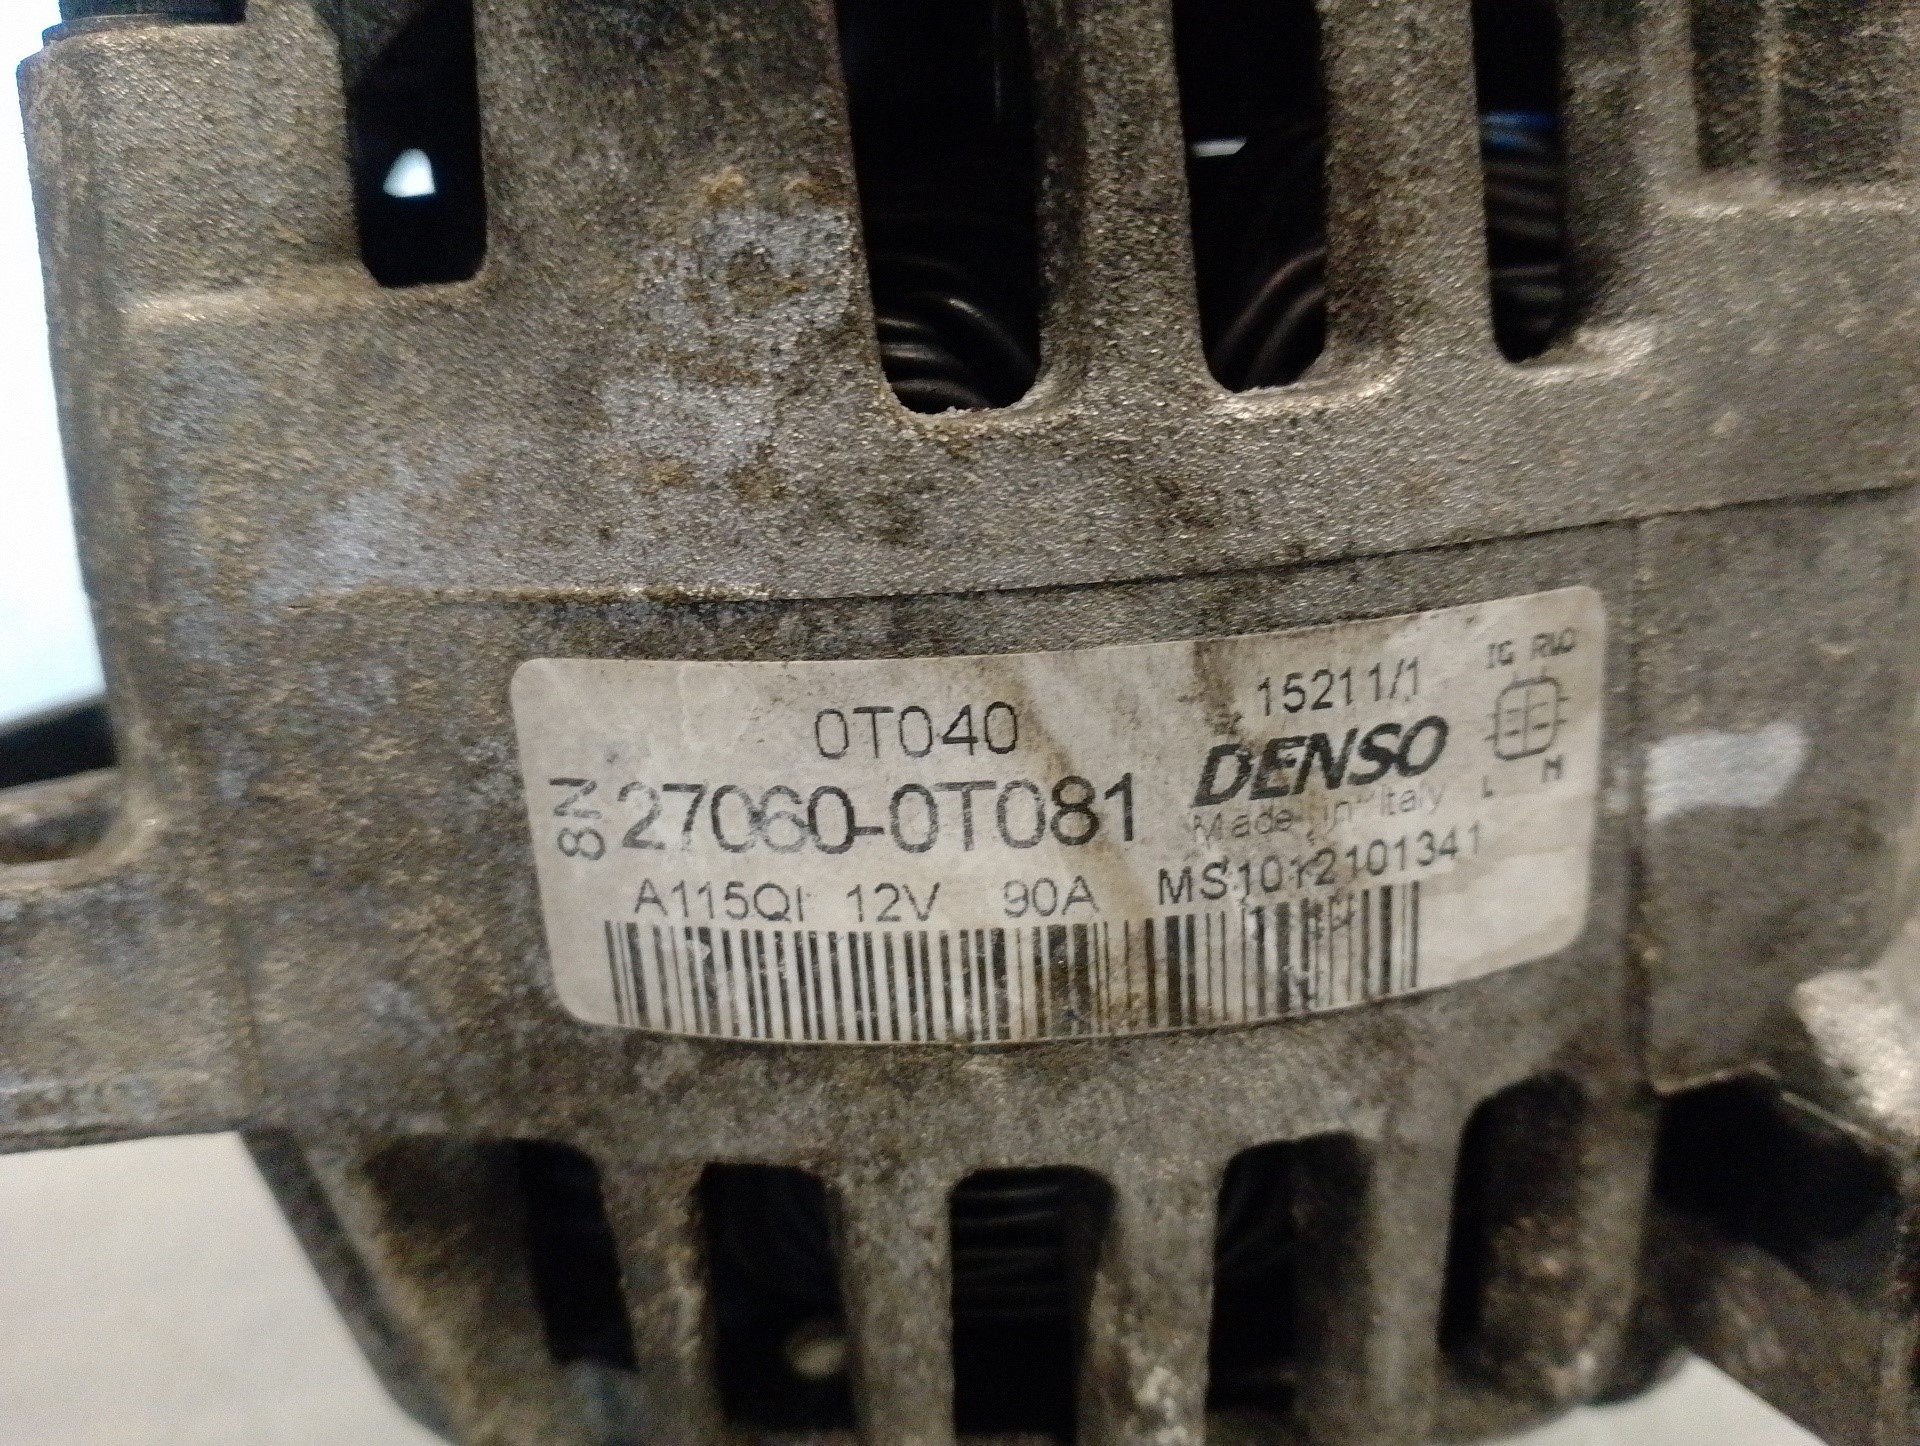 0T040
15211/1
IG RLO
8N
27060-0T081
DENSO
Made in Italy
L M
A115QI 12V 90A MS1012101341